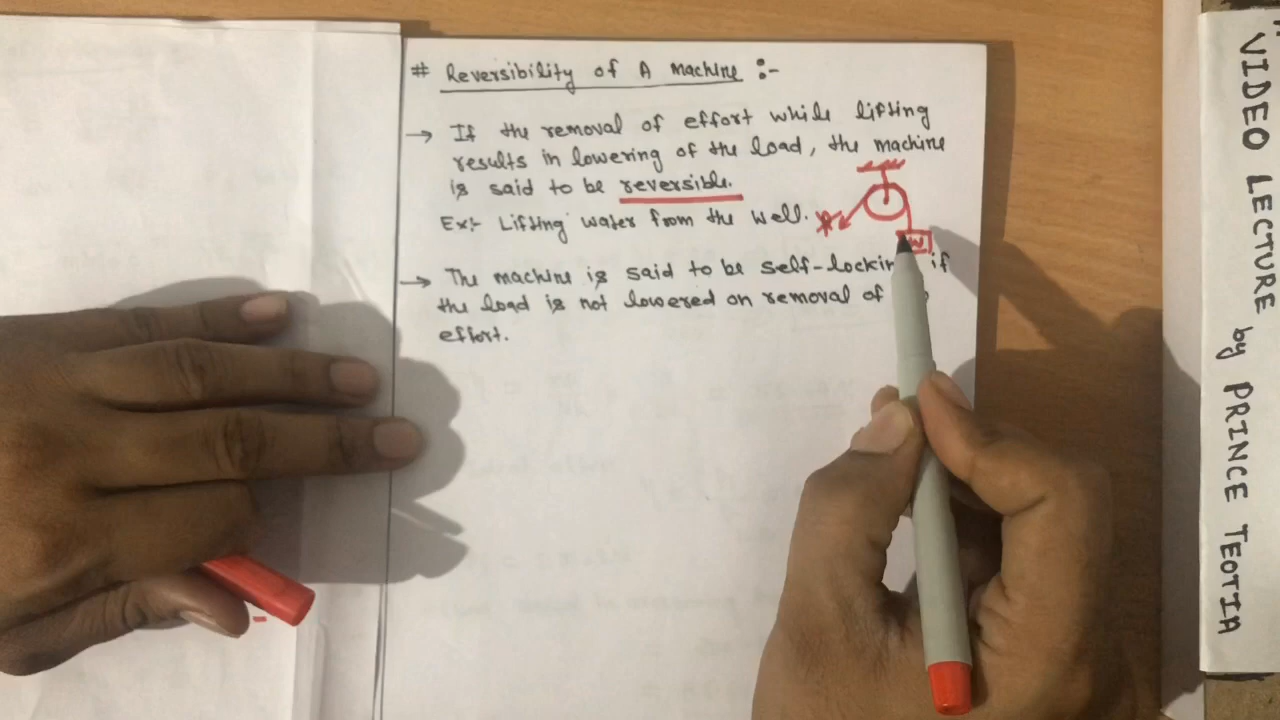 # Reversibility of A Machine :-
→ If the removal of effort while lifting
results in lowering of the load, the machine
is said to be reversible.
Ex:- Lifting water from the well.
W
→ The machine is said to be self-locking if
the load is not lowered on removal of
effort.
VIDEO LECTURE by PRINCE TEOTIA